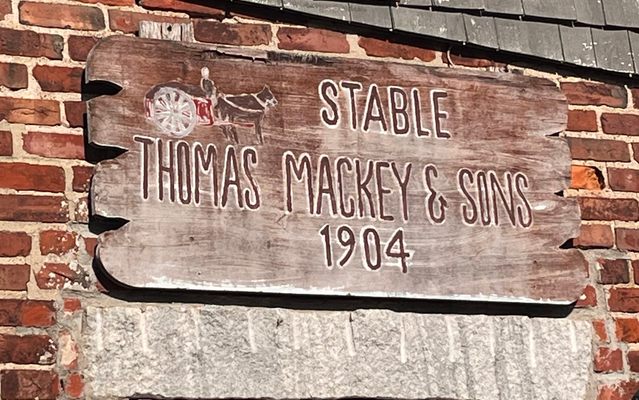 STABLE
THOMAS MACKEY & SONS
1904